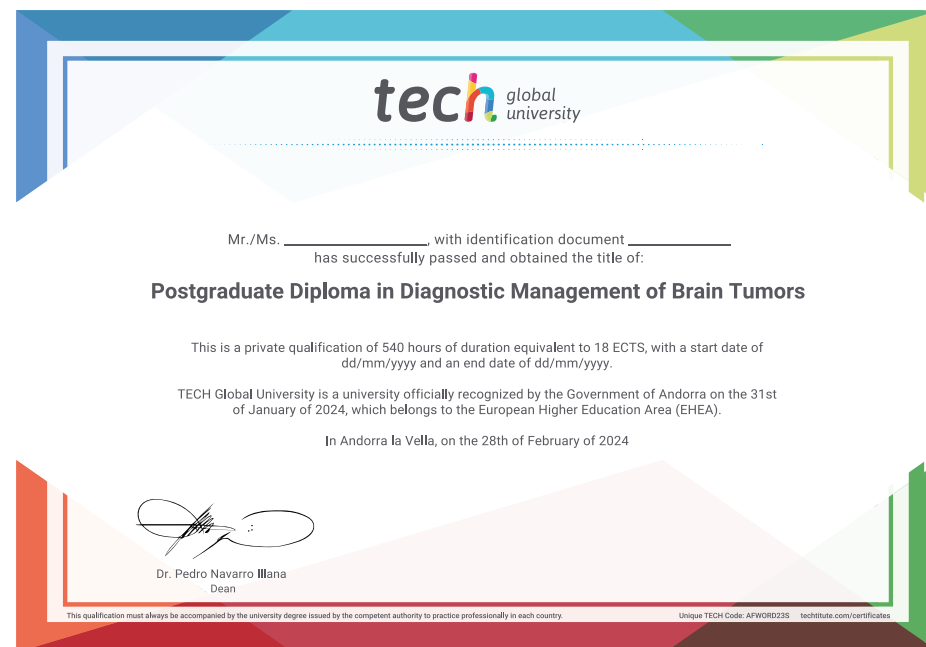 tech global university
Mr./Ms. ____________, with identification document ____________
has successfully passed and obtained the title of:
Postgraduate Diploma in Diagnostic Management of Brain Tumors
This is a private qualification of 540 hours of duration equivalent to 18 ECTS, with a start date of
dd/mm/yyyy and an end date of dd/mm/yyyy.
TECH Global University is a university officially recognized by the Government of Andorra on the 31st
of January of 2024, which belongs to the European Higher Education Area (EHEA).
In Andorra la Vella, on the 28th of February of 2024
Dr. Pedro Navarro Illana
Dean
This qualification must always be accompanied by the university degree issued by the competent authority to practice professionally in each country.
Unique TECH Code: AFWORD23S techtitute.com/certificates